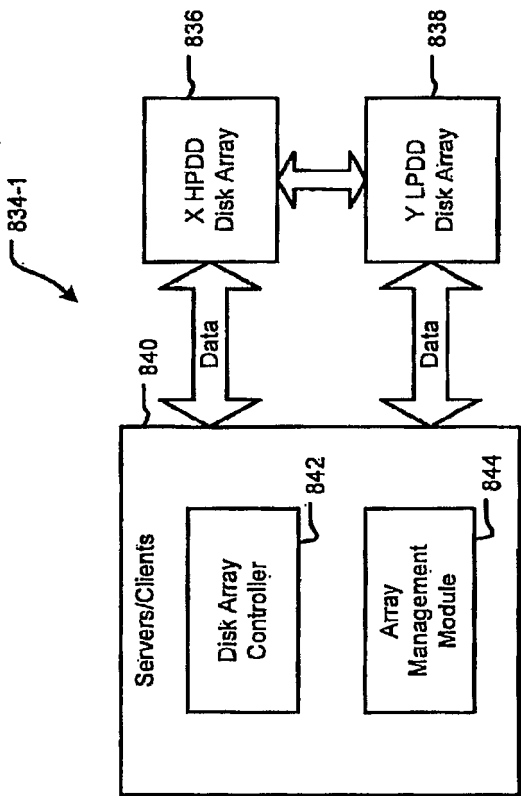 834-1
840
Servers/Clients
Disk Array
Controller
842
Array
Management
Module
844
Data
Data
X HPDD
Disk Array
836
Y LPDD
Disk Array
838